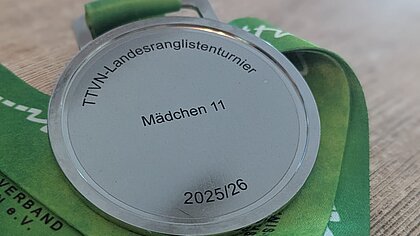 TTVN-Landesranglistenturnier
Mädchen 11
2025/26
VERBAND
e.V.